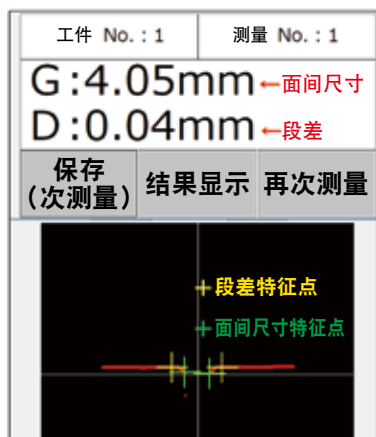 工件 No. : 1 测量 No. : 1
G:4.05mm ←面间尺寸
D:0.04mm ←段差
保存 (次测量) 结果显示 再次测量
段差特征点
面间尺寸特征点